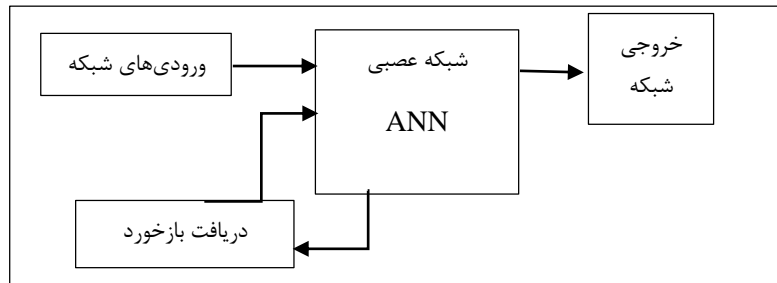 ورودی‌های شبکه
شبکه عصبی
ANN
خروجی
شبکه
دریافت بازخورد